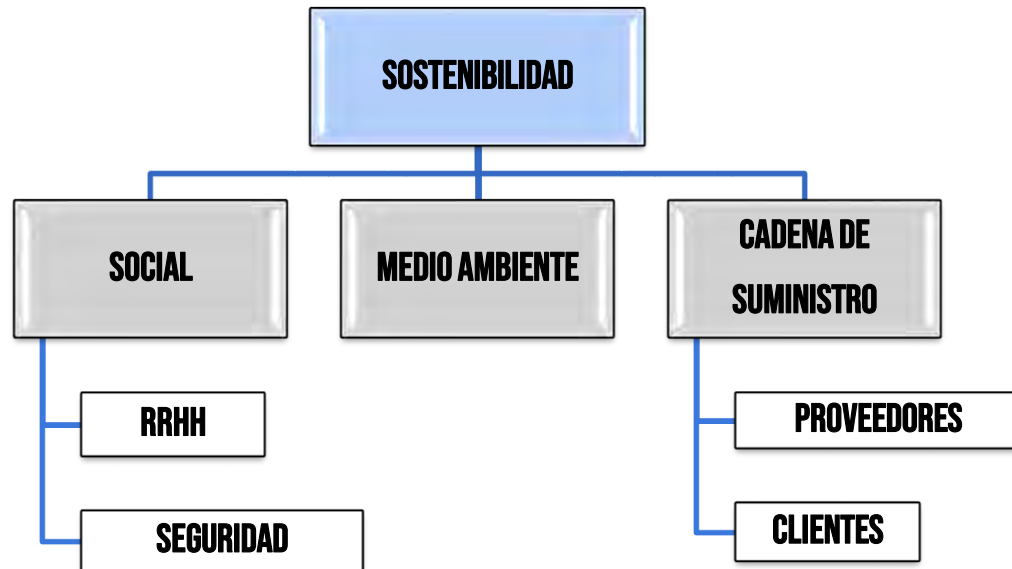 SOSTENIBILIDAD
SOCIAL
MEDIO AMBIENTE
CADENA DE
SUMINISTRO
RRHH
PROVEEDORES
SEGURIDAD
CLIENTES